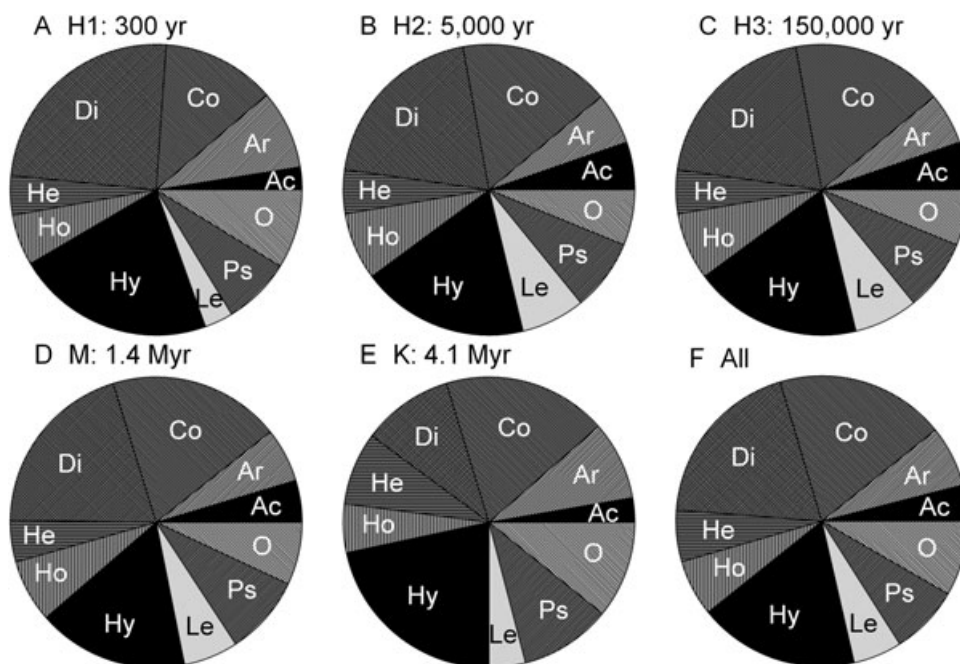 A H1: 300 yr
B H2: 5,000 yr
C H3: 150,000 yr
Di
Co
Ar
Ac
He
Ho
O
Hy
Ps
Le
Di
Co
Ar
Ac
He
Ho
O
Hy
Ps
Le
Di
Co
Ar
Ac
He
Ho
O
Hy
Ps
Le
D M: 1.4 Myr
E K: 4.1 Myr
F All
Di
Co
Ar
Ac
He
Ho
O
Hy
Ps
Le
Di
Co
Ar
Ac
He
Ho
O
Hy
Ps
Le
Di
Co
Ar
Ac
He
Ho
O
Hy
Ps
Le